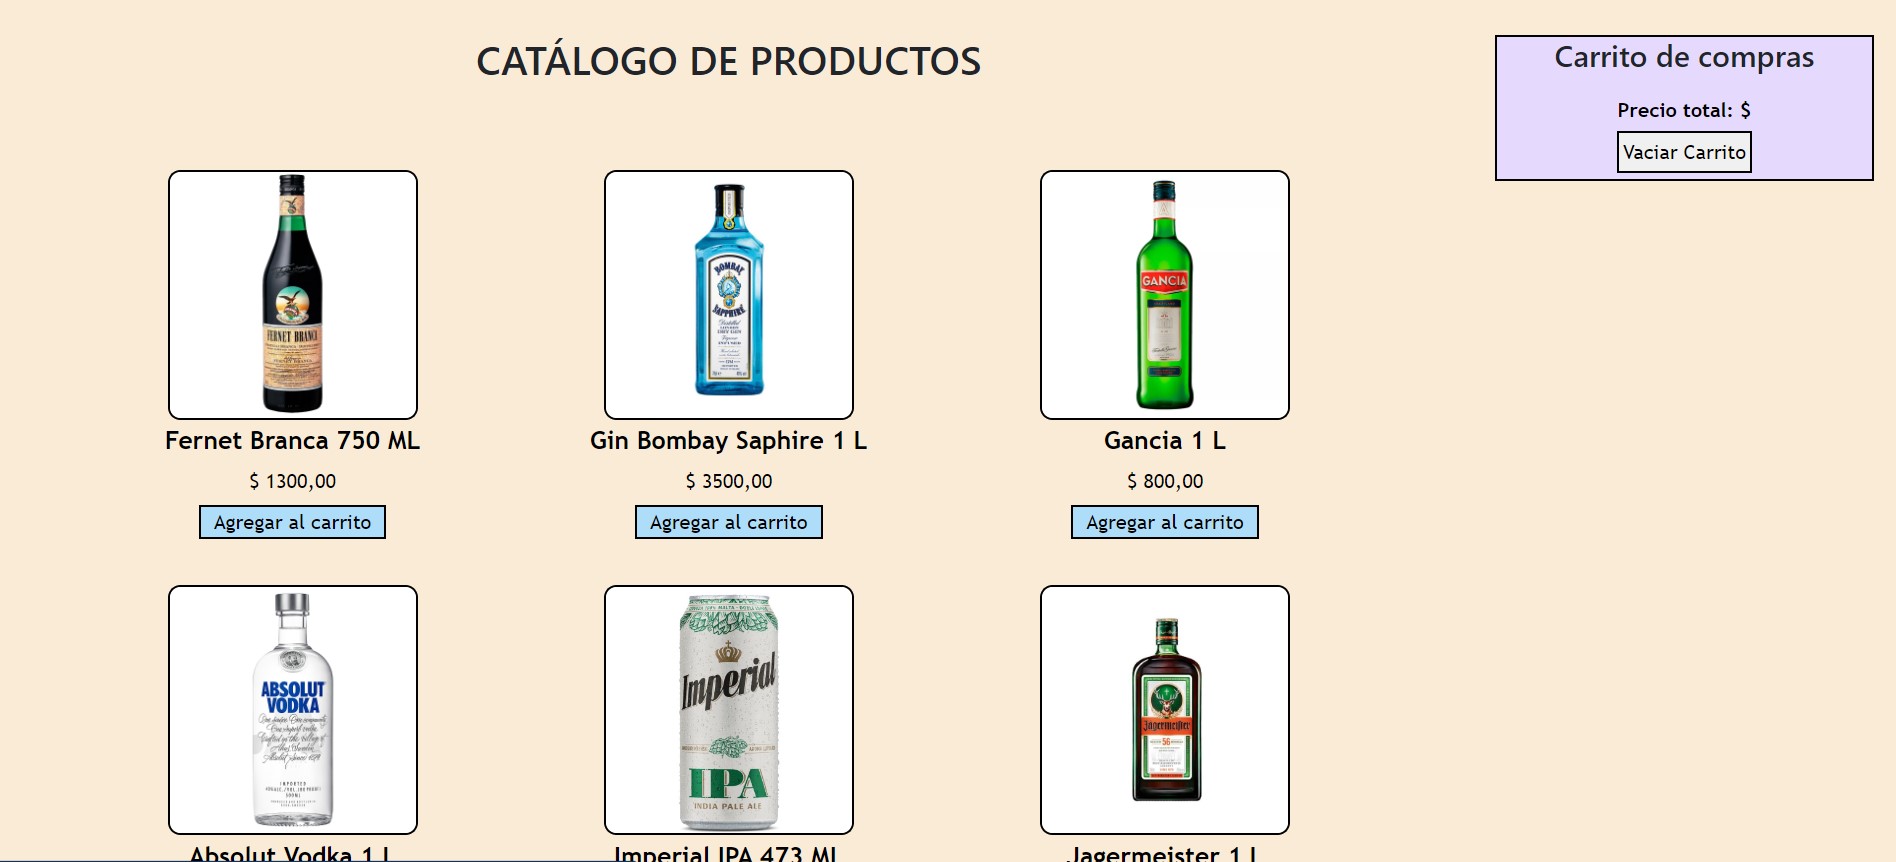 CATÁLOGO DE PRODUCTOS
Carrito de compras
Precio total: $
Vaciar Carrito
FERNET BRANCA
BOMBAY
SAPPHIRE
GANCIA
Fernet Branca 750 ML
Gin Bombay Saphire 1 L
Gancia 1 L
$ 1300,00
$ 3500,00
$ 800,00
Agregar al carrito
Agregar al carrito
Agregar al carrito
ABSOLUT
VODKA
IMPORTED
Imperial
IPA
INDIA PALE ALE
Jägermeister
56
Absolut Vodka 1 L
Imperial IPA 473 ML
Jagermeister 1 L